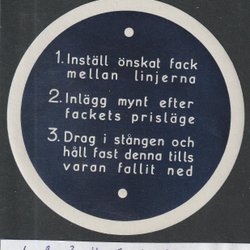 1. Inställ önskat fack
mellan linjerna
2. Inlägg mynt efter
fackets prisläge
3. Drag i stången och
håll fast denna tills
varan fallit ned